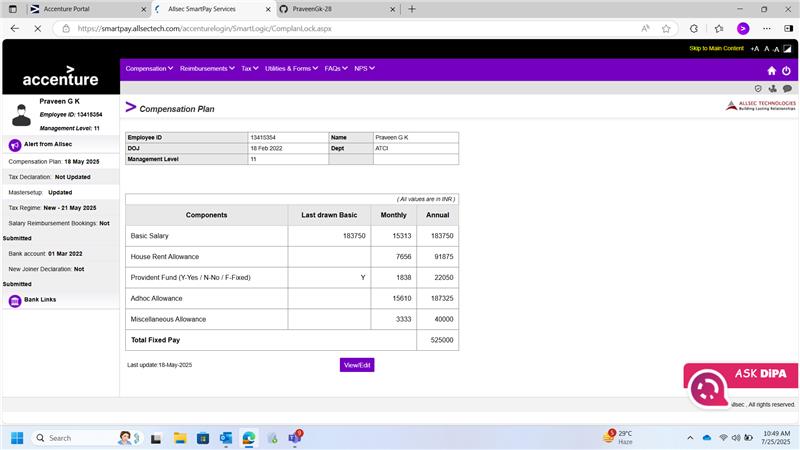 Accenture Portal
Allsec SmartPay Services
PraveenGk-28
https://smartpay.allsectech.com/accenturelogin/SmartLogic/ComplanLock.aspx
Skip to Main Content +A A -A
accenture
Compensation Reimbursements Tax Utilities & Forms FAQs NPS
Praveen G K
Employee ID: 13415354
Management Level: 11
Alert from Allsec
Compensation Plan: 18 May 2025
Tax Declaration: Not Updated
Mastersetup: Updated
Tax Regime: New - 21 May 2025
Salary Reimbursement Bookings: Not
Submitted
Bank account: 01 Mar 2022
New Joiner Declaration: Not
Submitted
Bank Links
Compensation Plan
ALLSEC TECHNOLOGIES
Building Lasting Relationships
Employee ID 13415354 Name Praveen G K
DOJ 18 Feb 2022 Dept ATCI
Management Level 11
( All values are in INR )
Components Last drawn Basic Monthly Annual
Basic Salary 183750 15313 183750
House Rent Allowance 7656 91875
Provident Fund (Y-Yes / N-No / F-Fixed) Y 1838 22050
Adhoc Allowance 15610 187325
Miscellaneous Allowance 3333 40000
Total Fixed Pay 525000
Last update:18-May-2025
View/Edit
ASK DIPA
Allsec , All rights reserved.
Search
9
5
29°C
Haze
10:49 AM
7/25/2025